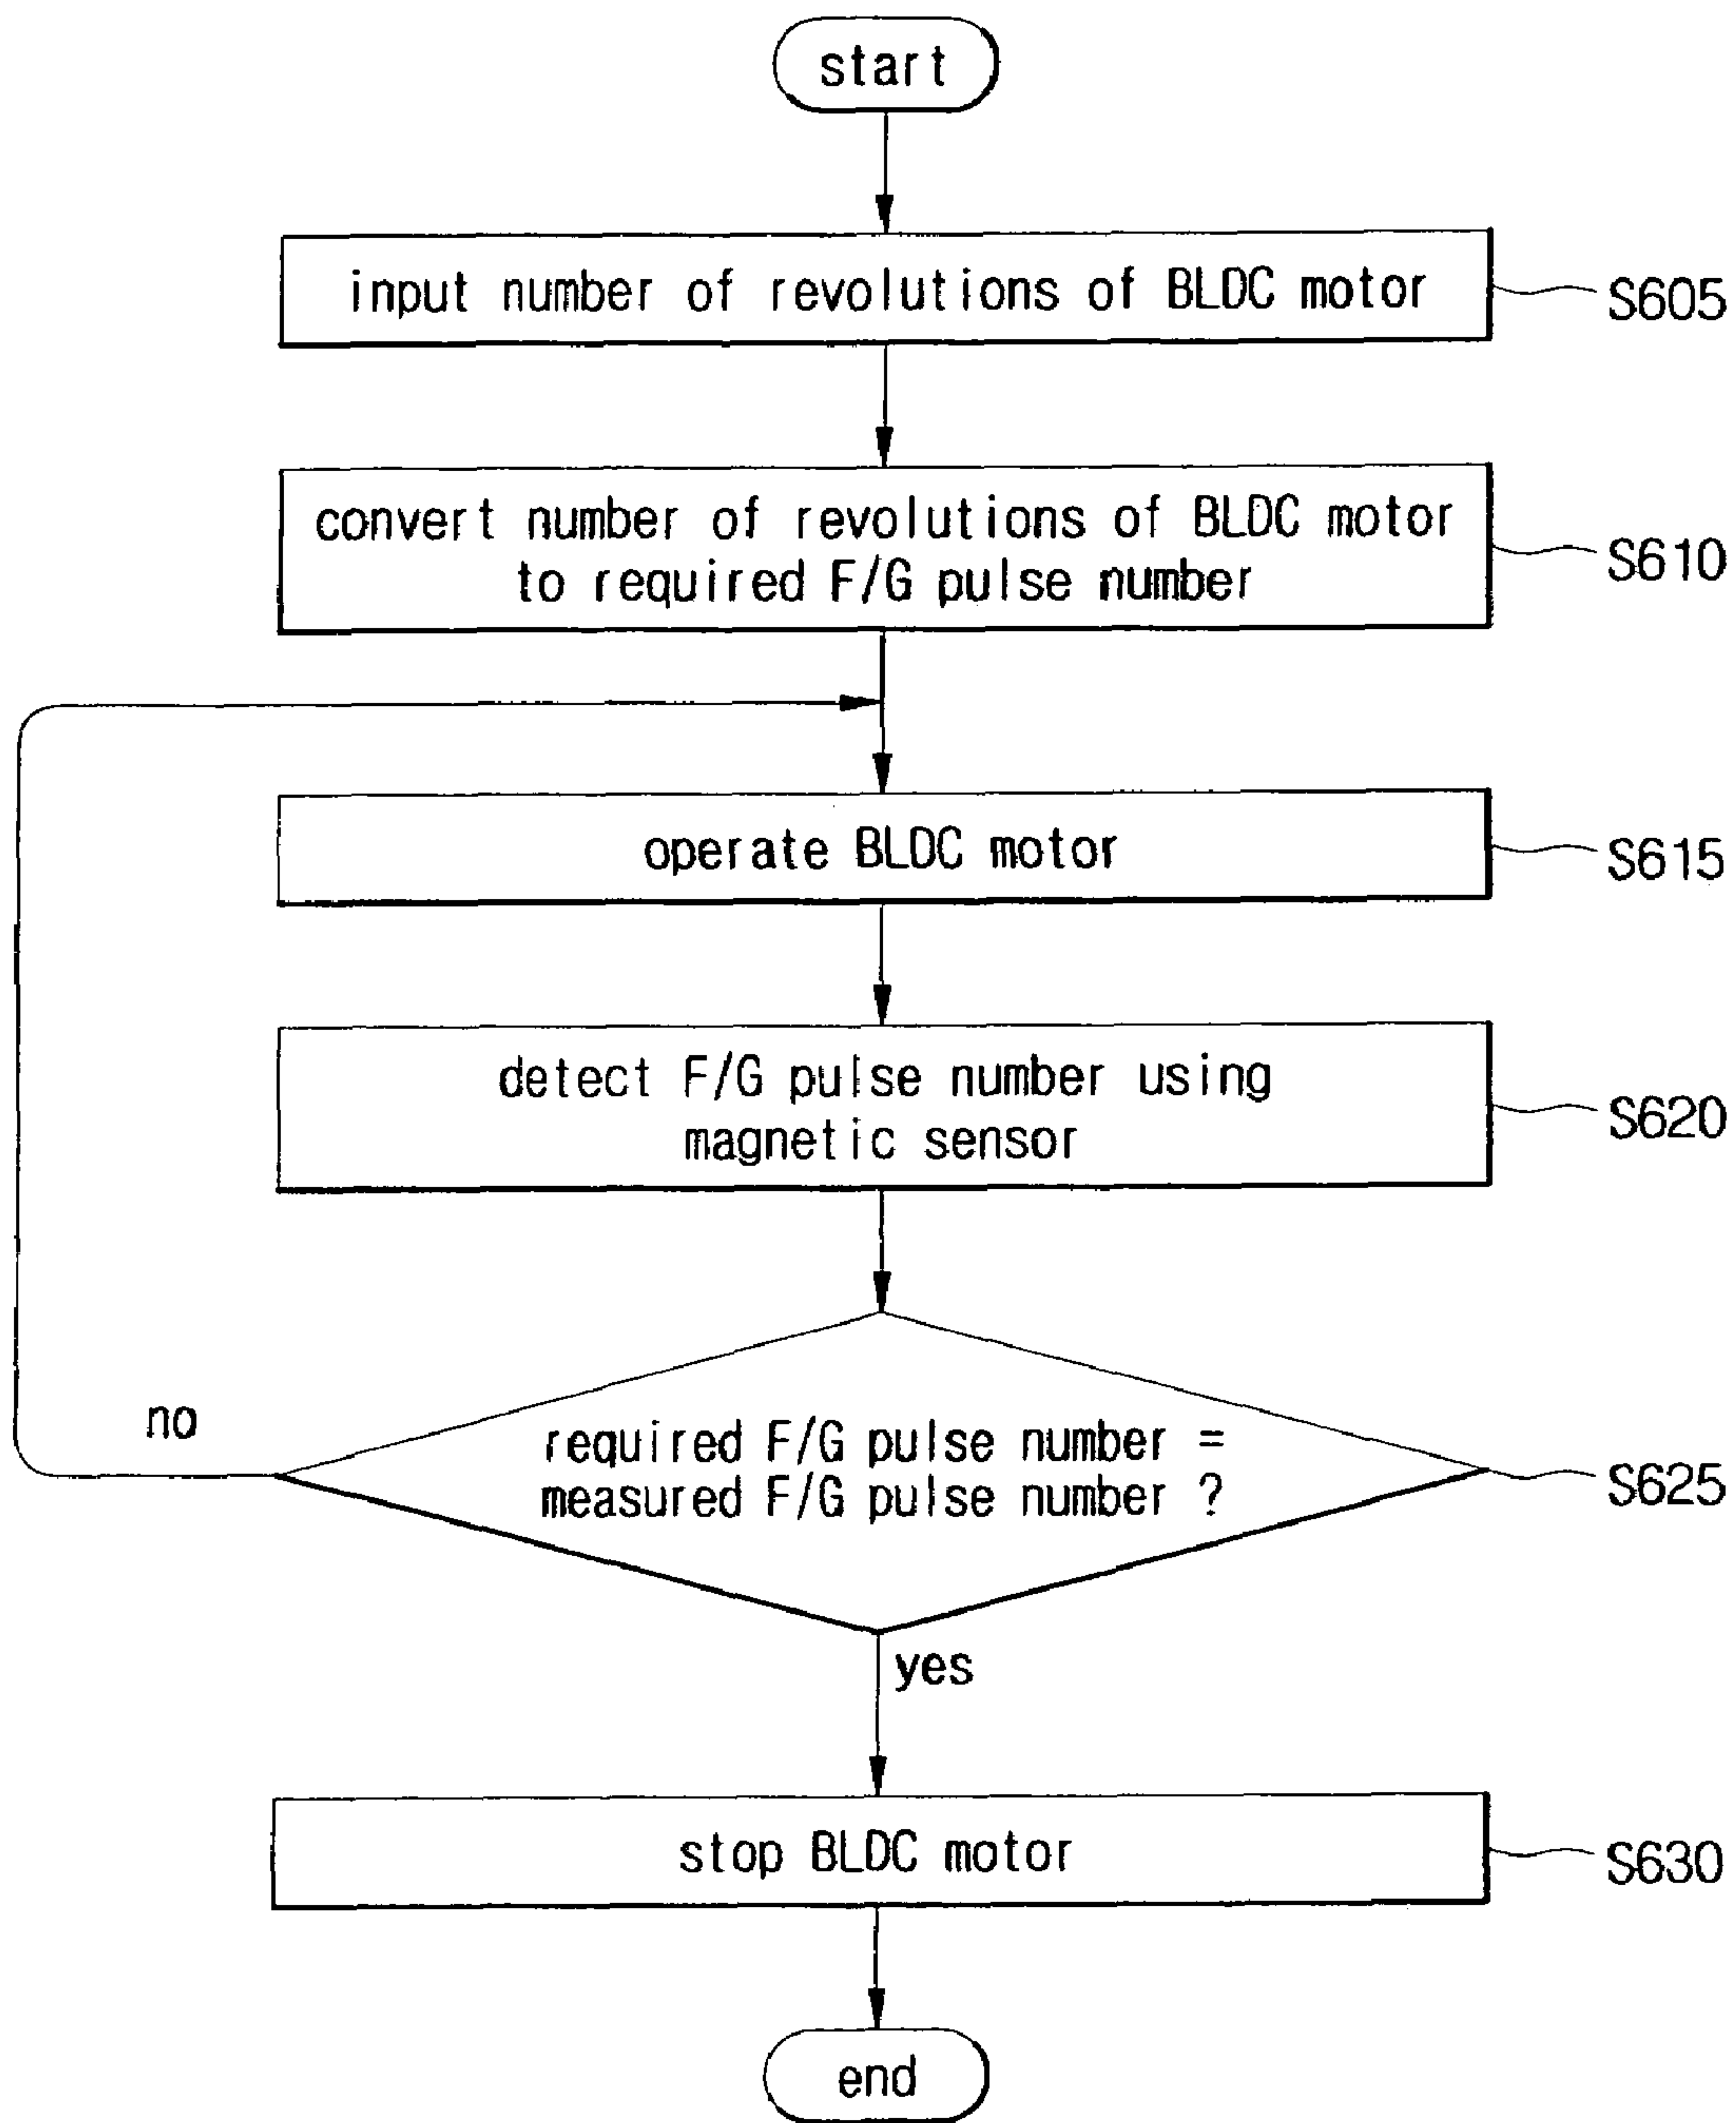 start
input number of revolutions of BLDC motor
S605
convert number of revolutions of BLDC motor
to required F/G pulse number
S610
operate BLDC motor
S615
detect F/G pulse number using
magnetic sensor
S620
no
required F/G pulse number =
measured F/G pulse number ?
S625
yes
stop BLDC motor
S630
end